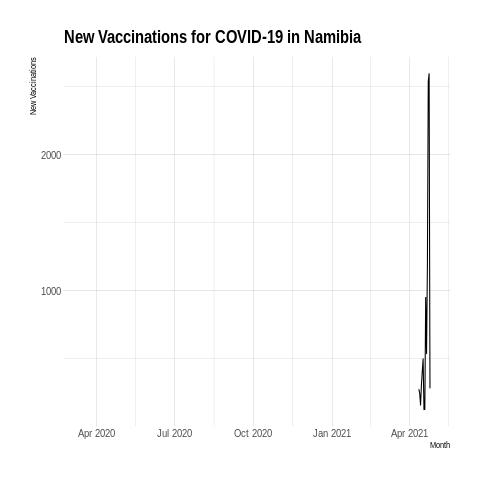 New Vaccinations for COVID-19 in Namibia
New Vaccinations
2000
1000
Apr 2020
Jul 2020
Oct 2020
Jan 2021
Apr 2021
Month